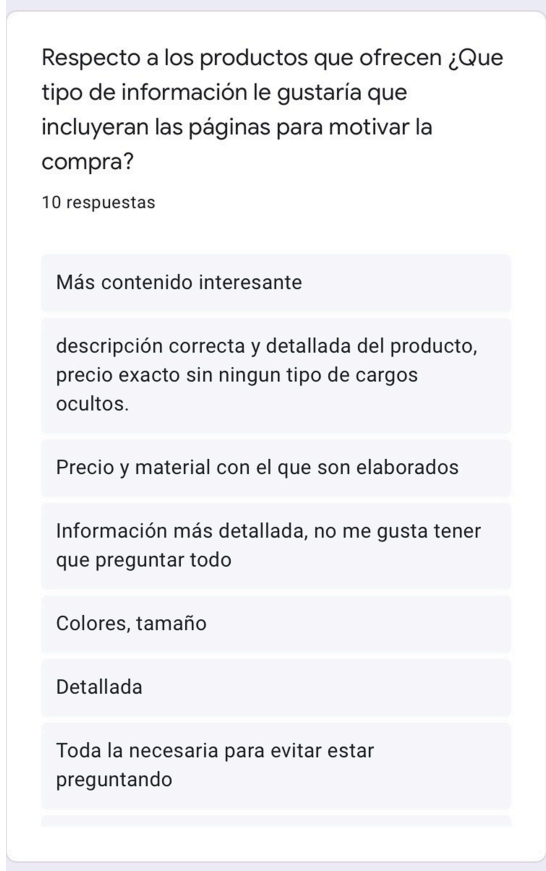 Respecto a los productos que ofrecen ¿Que
tipo de información le gustaría que
incluyeran las páginas para motivar la
compra?
10 respuestas
Más contenido interesante
descripción correcta y detallada del producto,
precio exacto sin ningun tipo de cargos
ocultos.
Precio y material con el que son elaborados
Información más detallada, no me gusta tener
que preguntar todo
Colores, tamaño
Detallada
Toda la necesaria para evitar estar
preguntando